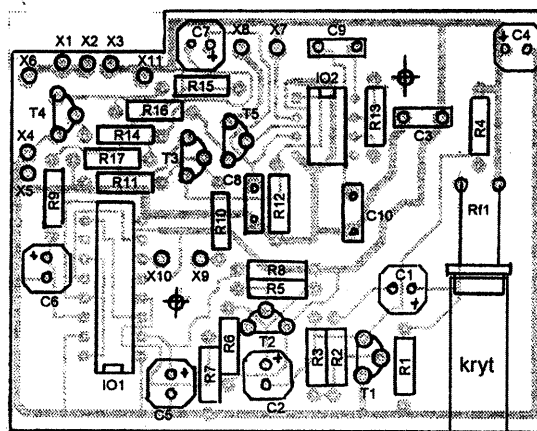 C7
X8
X7
C9
C4
X1
X2
X3
X6
X11
R15
IO2
T4
R16
T5
R13
C3
R4
R14
X4
R17
T3
X5
R11
C8
R9
R10
R12
C10
Rf1
X10
X9
R8
C1
C6
R5
T2
R6
R3
R2
R1
kryt
IO1
R7
C5
C2
T1